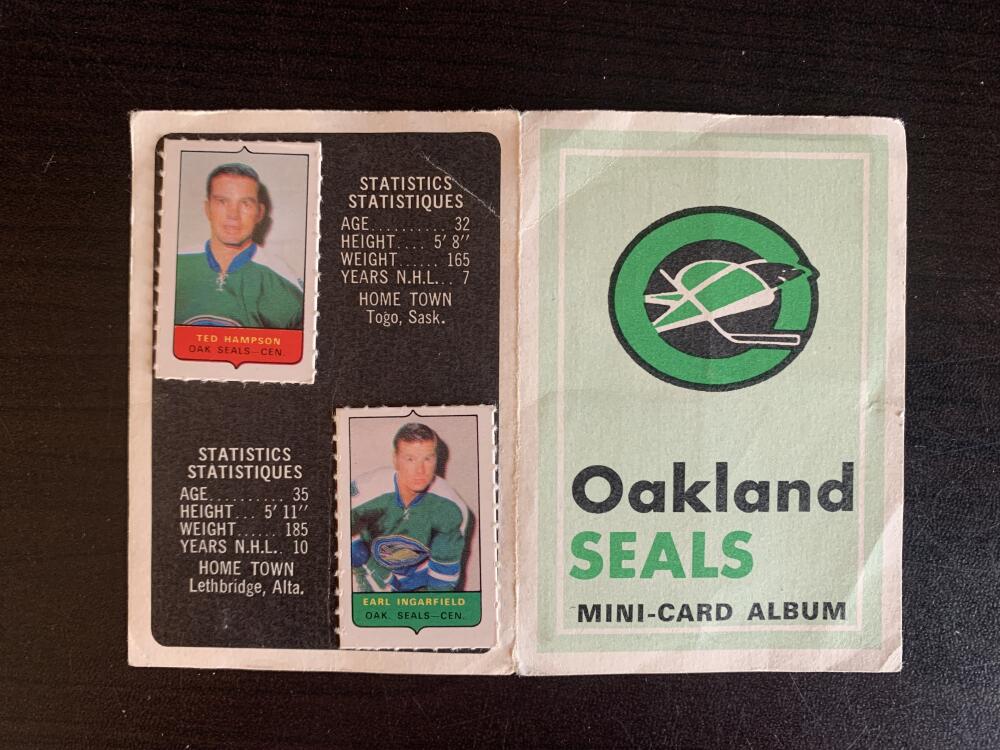 TED HAMPSON
OAK. SEALS—CEN.
STATISTICS
STATISTIQUES
AGE.......... 32
HEIGHT.... 5' 8"
WEIGHT...... 165
YEARS N.H.L... 7
HOME TOWN
Togo, Sask.
STATISTICS
STATISTIQUES
AGE.......... 35
HEIGHT... 5' 11"
WEIGHT..... 185
YEARS N.H.L.. 10
HOME TOWN
Lethbridge, Alta.
EARL INGARFIELD
OAK. SEALS—CEN.
Oakland
SEALS
MINI-CARD ALBUM